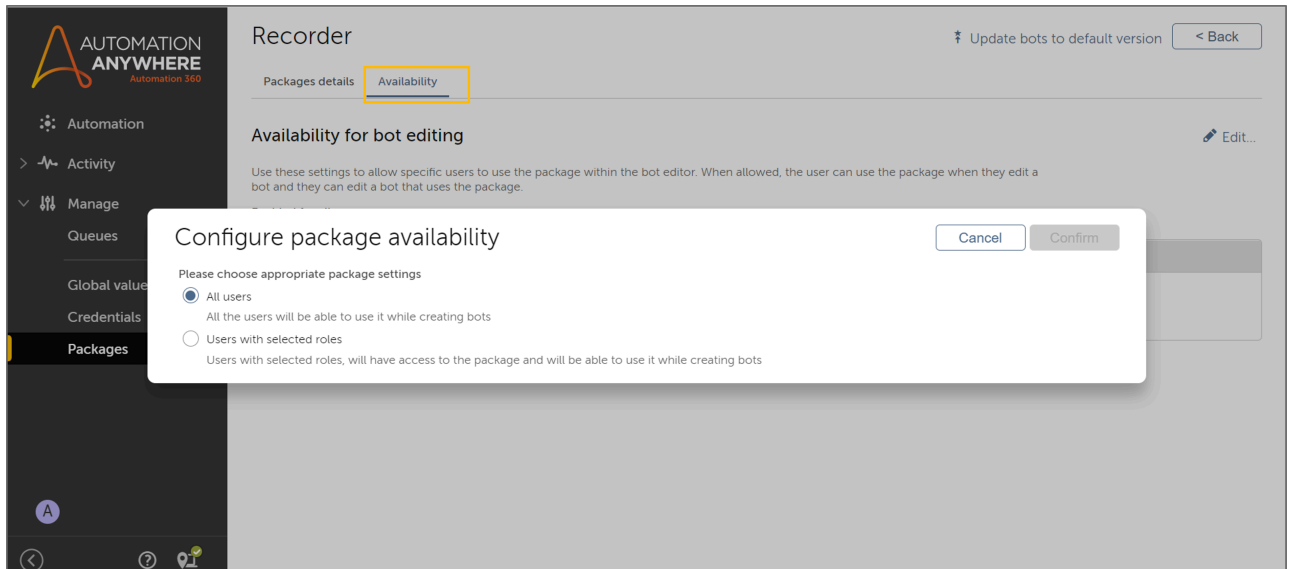 AUTOMATION
ANYWHERE
Automation 360
Automation
Activity
Manage
Queues
Global value
Credentials
Packages
A
Recorder
Update bots to default version
< Back
Packages details
Availability
Availability for bot editing
Edit...
Use these settings to allow specific users to use the package within the bot editor. When allowed, the user can use the package when they edit a
bot and they can edit a bot that uses the package.
Configure package availability
Cancel
Confirm
Please choose appropriate package settings
All users
All the users will be able to use it while creating bots
Users with selected roles
Users with selected roles, will have access to the package and will be able to use it while creating bots